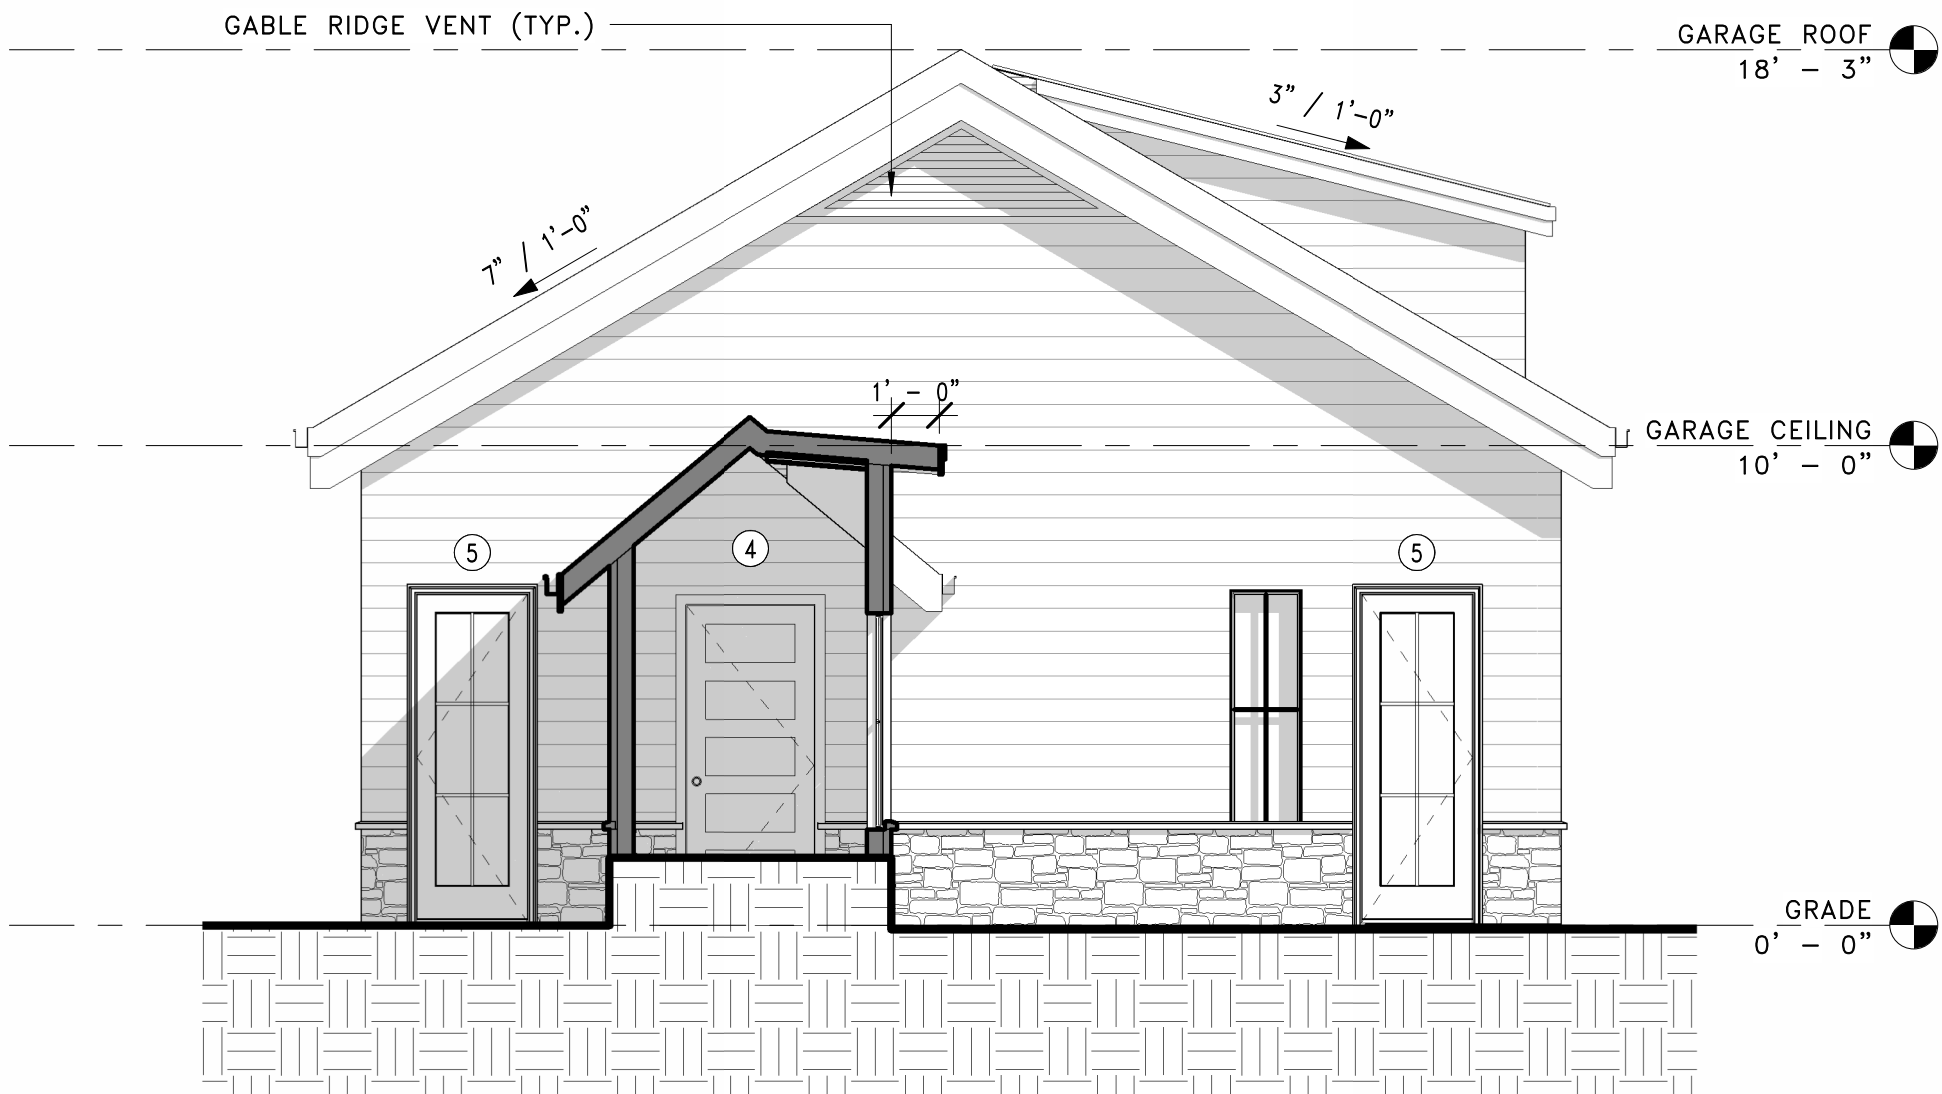 GABLE RIDGE VENT (TYP.)
GARAGE ROOF
18' – 3"
3" / 1'-0"
7" / 1'-0"
1' – 0"
GARAGE CEILING
10' – 0"
5
4
5
GRADE
0' – 0"